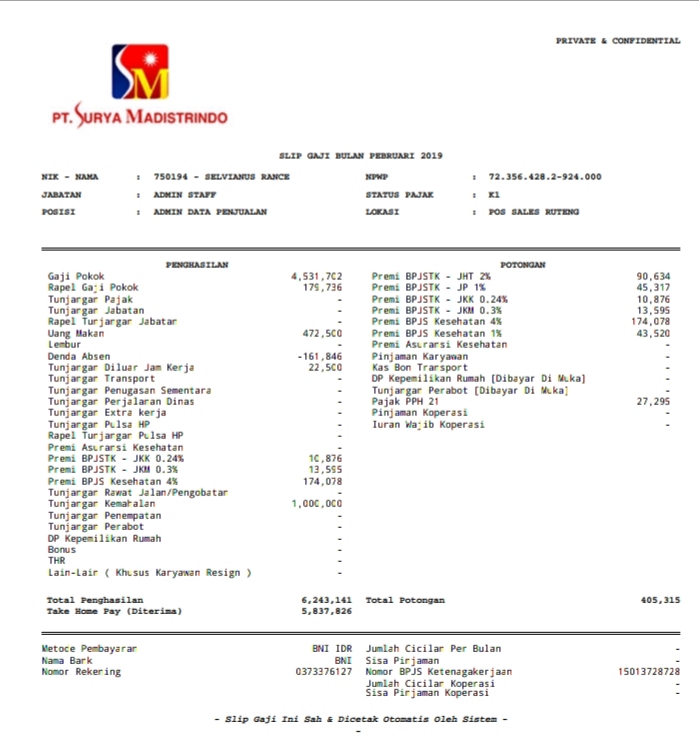 PRIVATE & CONFIDENTIAL
SM
PT. SURYA MADISTRINDO
SLIP GAJI BULAN PEBRUARI 2019
NIK - NAMA : 750194 - SELVIANUS RANCE NPWP : 72.356.428.2-924.000
JABATAN : ADMIN STAFF STATUS PAJAK : K1
POSISI : ADMIN DATA PENJUALAN LOKASI : POS SALES RUTENG
PENGHASILAN POTONGAN
Gaji Pokok 4,531,702 Premi BPJSTK - JHT 2% 90,634
Rapel Gaji Pokok 179,736 Premi BPJSTK - JP 1% 45,317
Tunjangan Pajak - Premi BPJSTK - JKK 0.24% 10,876
Tunjangan Jabatan - Premi BPJSTK - JKM 0.3% 13,595
Rapel Tunjangan Jabatan - Premi BPJS Kesehatan 4% 174,078
Uang Makan 472,500 Premi BPJS Kesehatan 1% 43,520
Lembur - Premi Asuransi Kesehatan -
Denda Absen -161,846 Pinjaman Karyawan -
Tunjangan Diluar Jam Kerja 22,500 Kas Bon Transport -
Tunjangan Transport - DP Kepemilikan Rumah [Dibayar Di Muka] -
Tunjangan Penugasan Sementara - Tunjangan Perabot [Dibayar Di Muka] -
Tunjangan Perjalanan Dinas - Pajak PPH 21 27,295
Tunjangan Extra kerja - Pinjaman Koperasi -
Tunjangan Pulsa HP - Iuran Wajib Koperasi -
Rapel Tunjangan Pulsa HP -
Premi Asuransi Kesehatan -
Premi BPJSTK - JKK 0.24% 10,876
Premi BPJSTK - JKM 0.3% 13,595
Premi BPJS Kesehatan 4% 174,078
Tunjangan Rawat Jalan/Pengobatan -
Tunjangan Kemahalan 1,000,000
Tunjangan Penempatan -
Tunjangan Perabot -
DP Kepemilikan Rumah -
Bonus -
THR -
Lain-Lain ( Khusus Karyawan Resign ) -
Total Penghasilan 6,243,141 Total Potongan 405,315
Take Home Pay (Diterima) 5,837,826
Metode Pembayaran BNI IDR Jumlah Cicilan Per Bulan -
Nama Bank BNI Sisa Pinjaman -
Nomor Rekering 0373376127 Nomor BPJS Ketenagakerjaan 15013728728
Jumlah Cicilan Koperasi -
Sisa Pinjaman Koperasi -
- Slip Gaji Ini Sah & Dicetak Otomatis Oleh Sistem -
-